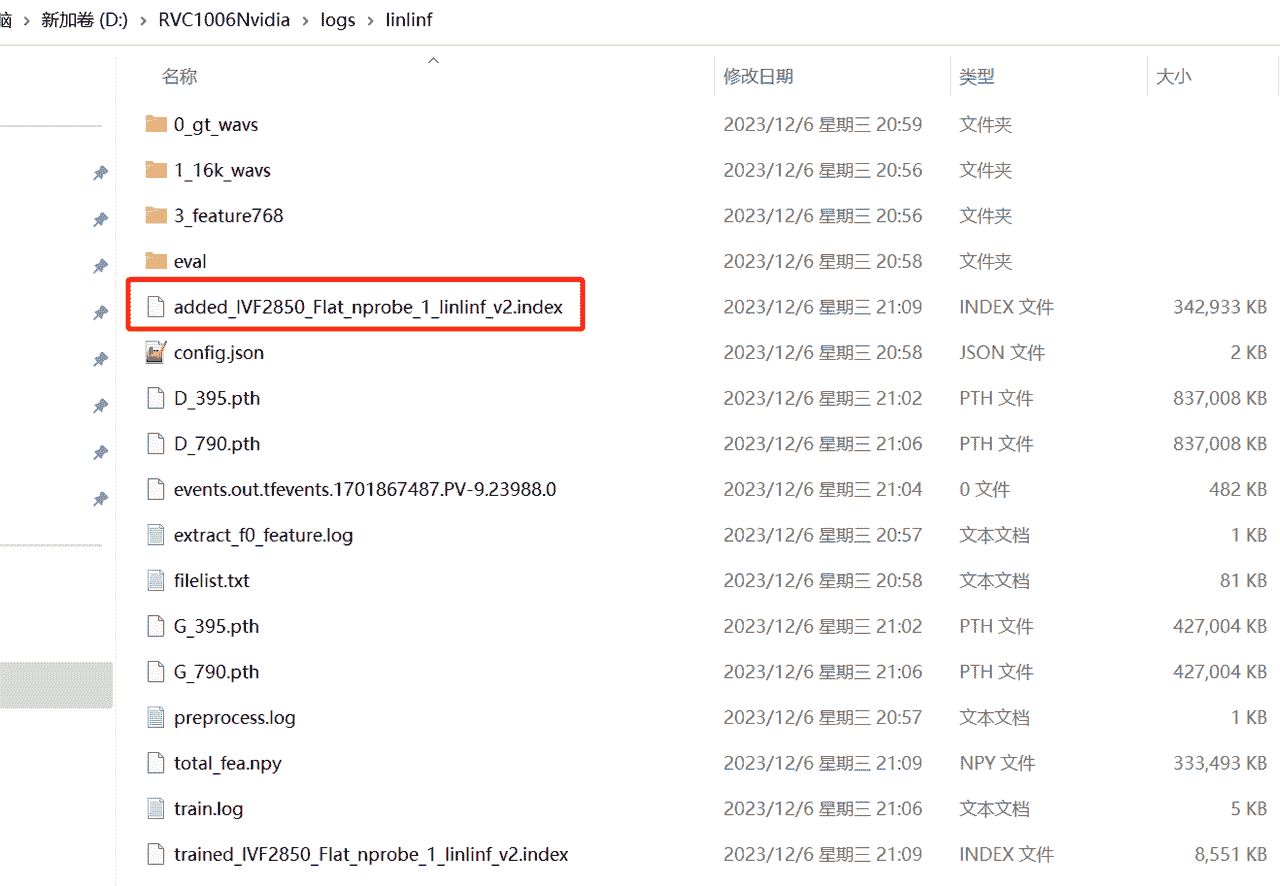 脑 › 新加卷 (D:) › RVC1006Nvidia › logs › linlinf
名称 修改日期 类型 大小
0_gt_wavs 2023/12/6 星期三 20:59 文件夹
1_16k_wavs 2023/12/6 星期三 20:56 文件夹
3_feature768 2023/12/6 星期三 20:56 文件夹
eval 2023/12/6 星期三 20:58 文件夹
added_IVF2850_Flat_nprobe_1_linlinf_v2.index 2023/12/6 星期三 21:09 INDEX 文件 342,933 KB
config.json 2023/12/6 星期三 20:58 JSON 文件 2 KB
D_395.pth 2023/12/6 星期三 21:02 PTH 文件 837,008 KB
D_790.pth 2023/12/6 星期三 21:06 PTH 文件 837,008 KB
events.out.tfevents.1701867487.PV-9.23988.0 2023/12/6 星期三 21:04 0 文件 482 KB
extract_f0_feature.log 2023/12/6 星期三 20:57 文本文档 1 KB
filelist.txt 2023/12/6 星期三 20:58 文本文档 81 KB
G_395.pth 2023/12/6 星期三 21:02 PTH 文件 427,004 KB
G_790.pth 2023/12/6 星期三 21:06 PTH 文件 427,004 KB
preprocess.log 2023/12/6 星期三 20:57 文本文档 1 KB
total_fea.npy 2023/12/6 星期三 21:09 NPY 文件 333,493 KB
train.log 2023/12/6 星期三 21:06 文本文档 5 KB
trained_IVF2850_Flat_nprobe_1_linlinf_v2.index 2023/12/6 星期三 21:09 INDEX 文件 8,551 KB